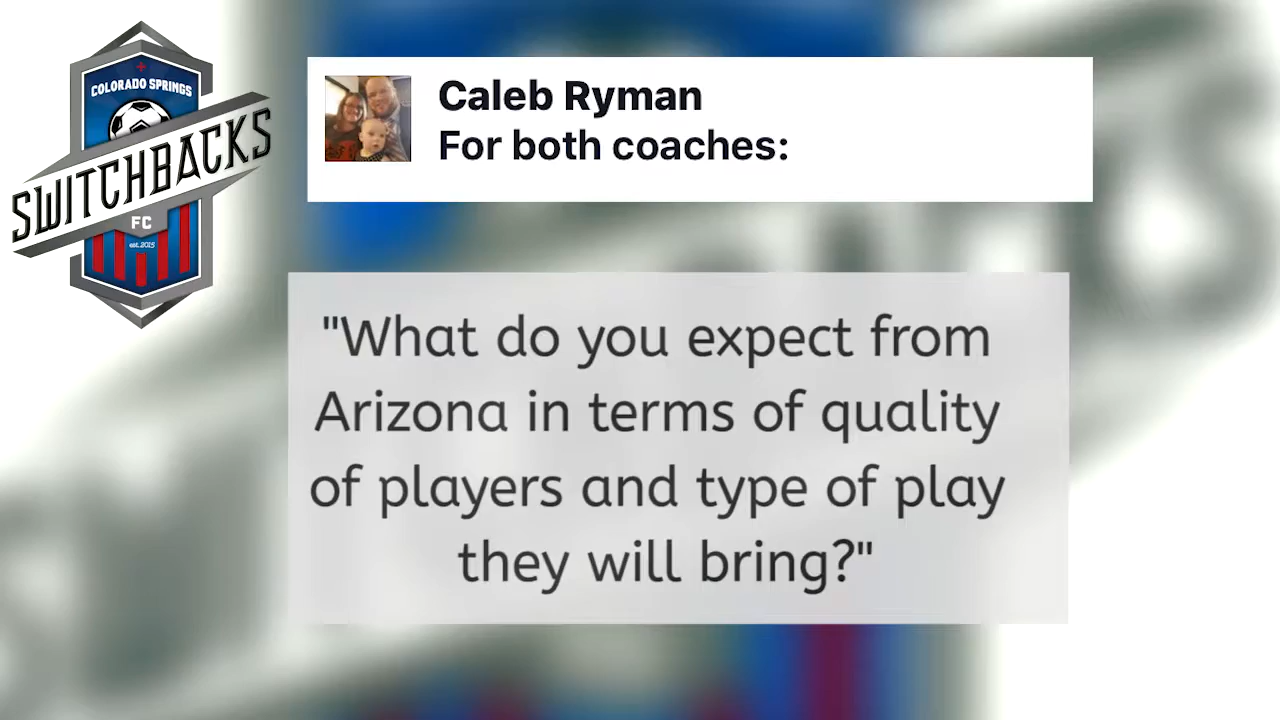 COLORADO SPRINGS
SWITCHBACKS
FC
est. 2015
Caleb Ryman
For both coaches:
"What do you expect from
Arizona in terms of quality
of players and type of play
they will bring?"